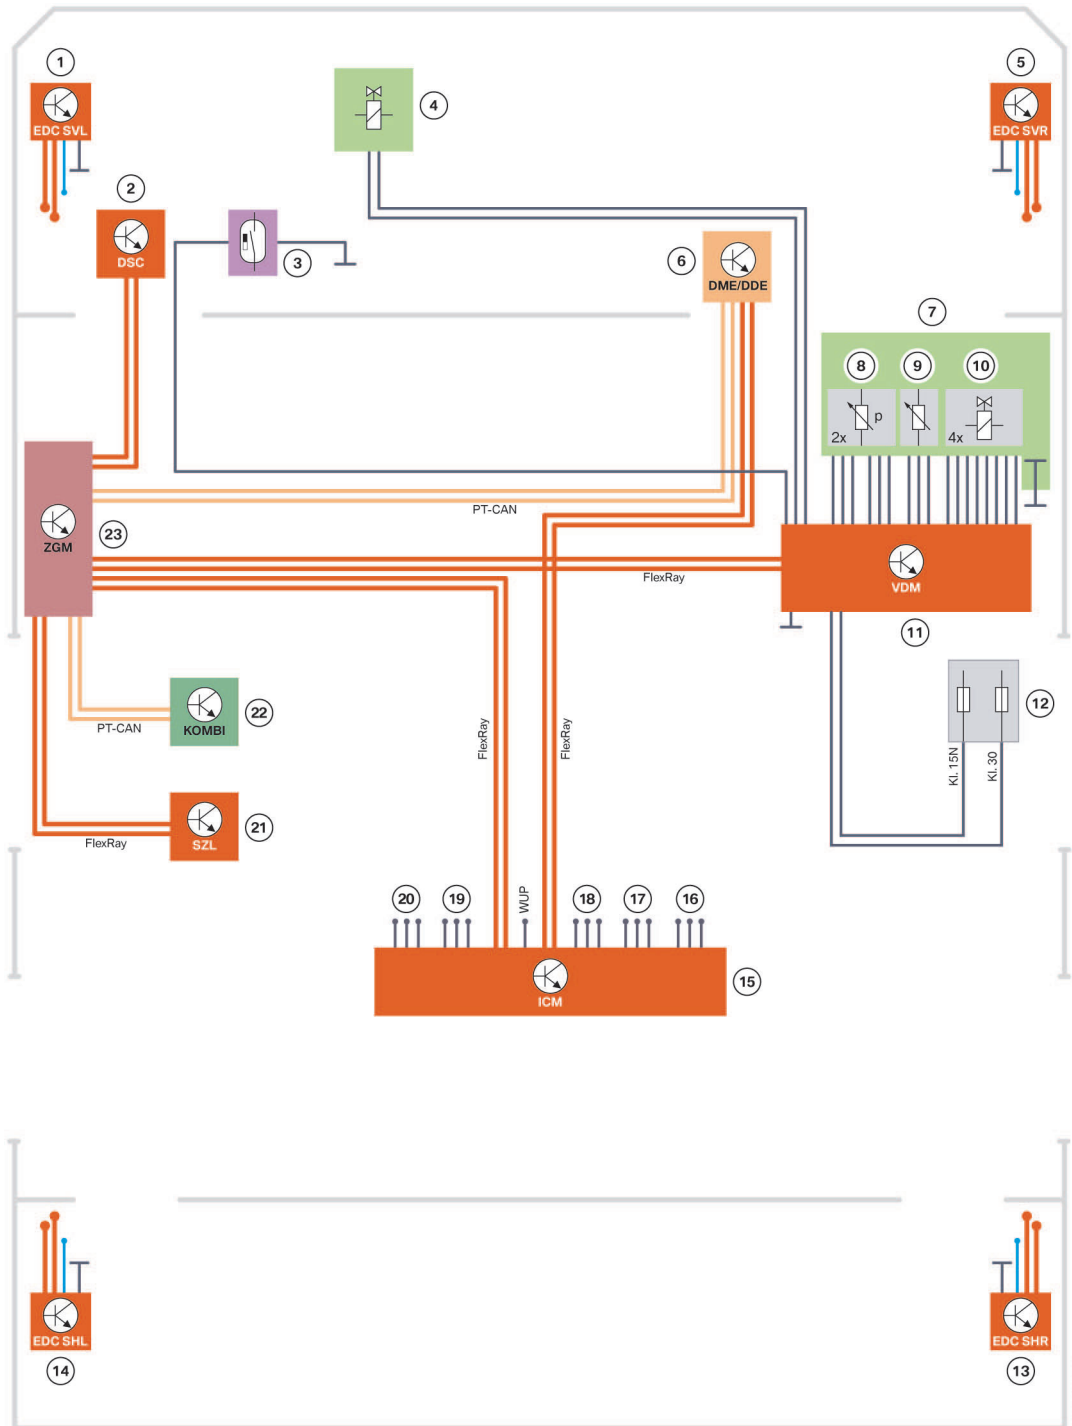 1
5
EDC SVL
EDC SVR
4
2
DSC
3
6
DME/DDE
7
8
9
10
p
2x
4x
PT-CAN
ZGM
23
FlexRay
VDM
11
22
KOMBI
PT-CAN
12
FlexRay
FlexRay
Kl. 15N
Kl. 30
21
SZL
FlexRay
20
19
WUP
18
17
16
15
ICM
EDC SHL
EDC SHR
14
13